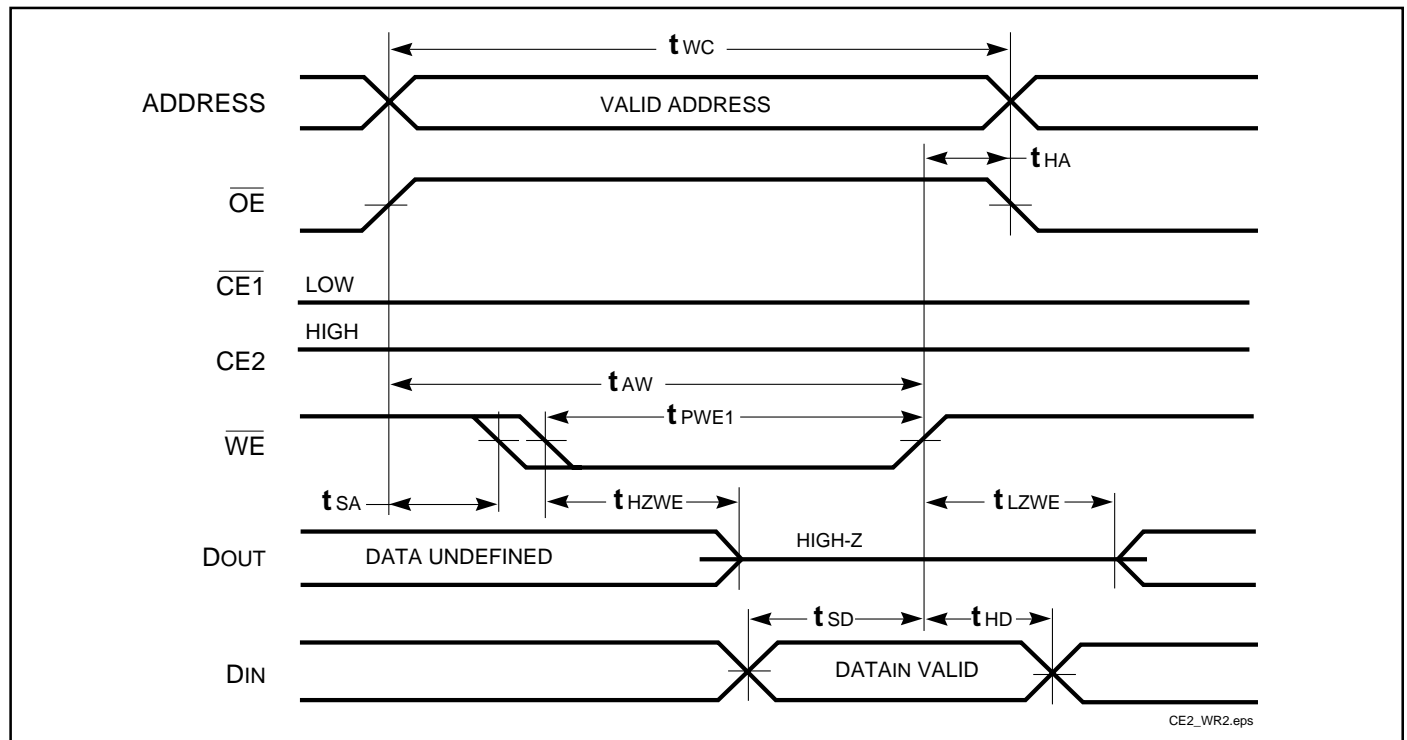 tWC
ADDRESS
VALID ADDRESS
tHA
OE
CE1
LOW
HIGH
CE2
tAW
tPWE1
WE
tSA
tHZWE
tLZWE
DOUT
DATA UNDEFINED
HIGH-Z
tSD
tHD
DIN
DATAIN VALID
CE2_WR2.eps